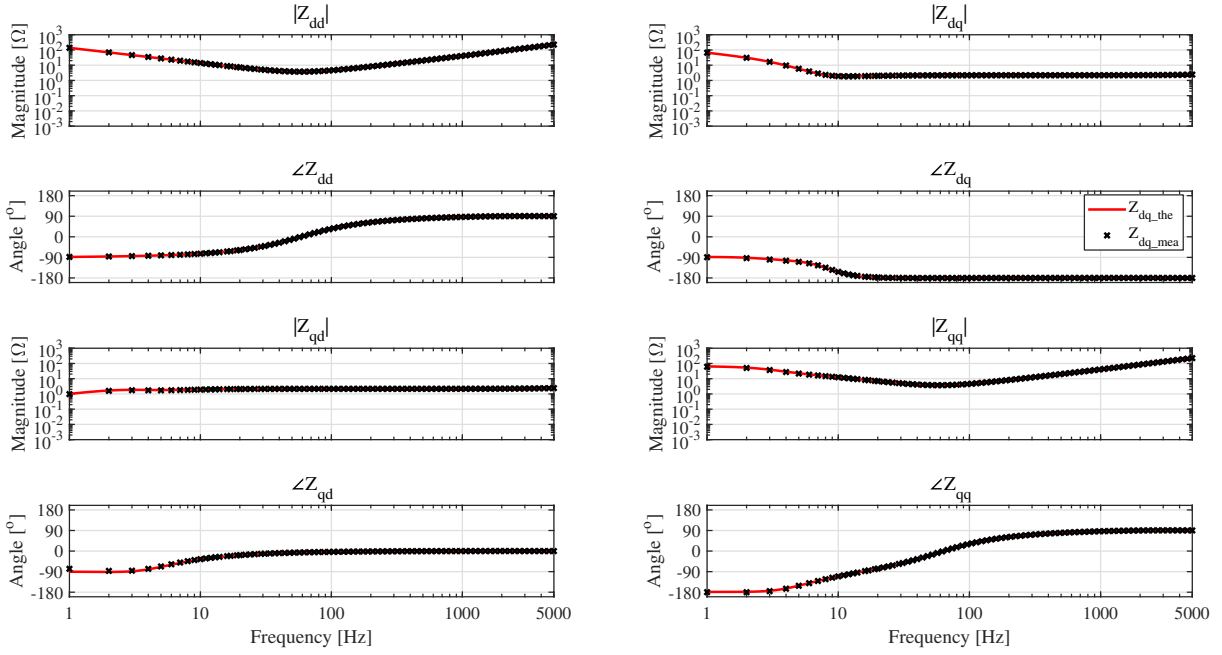 |Z_dd|
Magnitude [Ω]
10^3
10^2
10^1
10^0
10^-1
10^-2
10^-3
|Z_dq|
Magnitude [Ω]
10^3
10^2
10^1
10^0
10^-1
10^-2
10^-3
∠Z_dd
Angle [°]
180
90
0
-90
-180
∠Z_dq
Angle [°]
180
90
0
-90
-180
Z_dq_the
Z_dq_mea
|Z_qd|
Magnitude [Ω]
10^3
10^2
10^1
10^0
10^-1
10^-2
10^-3
|Z_qq|
Magnitude [Ω]
10^3
10^2
10^1
10^0
10^-1
10^-2
10^-3
∠Z_qd
Angle [°]
180
90
0
-90
-180
1 10 100 1000 5000
Frequency [Hz]
∠Z_qq
Angle [°]
180
90
0
-90
-180
1 10 100 1000 5000
Frequency [Hz]